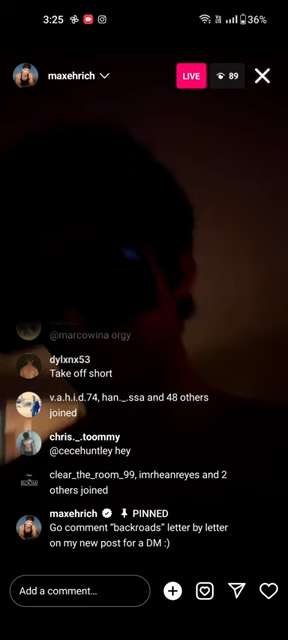 3:25
36%
maxehrich
LIVE
89
@marcowina orgy
dylxnx53
Take off short
v.a.h.i.d.74, han._.ssa and 48 others
joined
chris._.toommy
@cecehuntley hey
clear_the_room_99, imrheanreyes and 2
others joined
maxehrich PINNED
Go comment “backroads” letter by letter
on my new post for a DM :)
Add a comment...